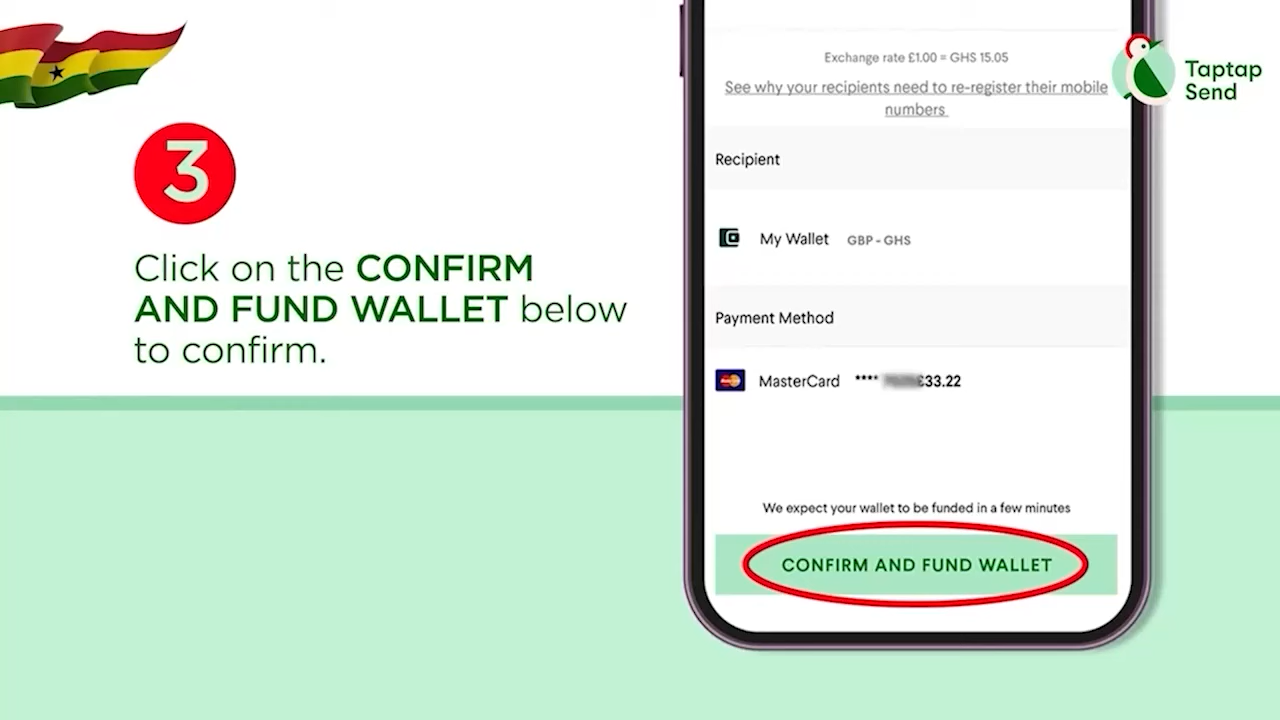 3
Click on the CONFIRM
AND FUND WALLET below
to confirm.
Exchange rate £1.00 = GHS 15.05
See why your recipients need to re-register their mobile
numbers
Recipient
My Wallet GBP - GHS
Payment Method
MasterCard **** £33.22
We expect your wallet to be funded in a few minutes
CONFIRM AND FUND WALLET
Taptap
Send